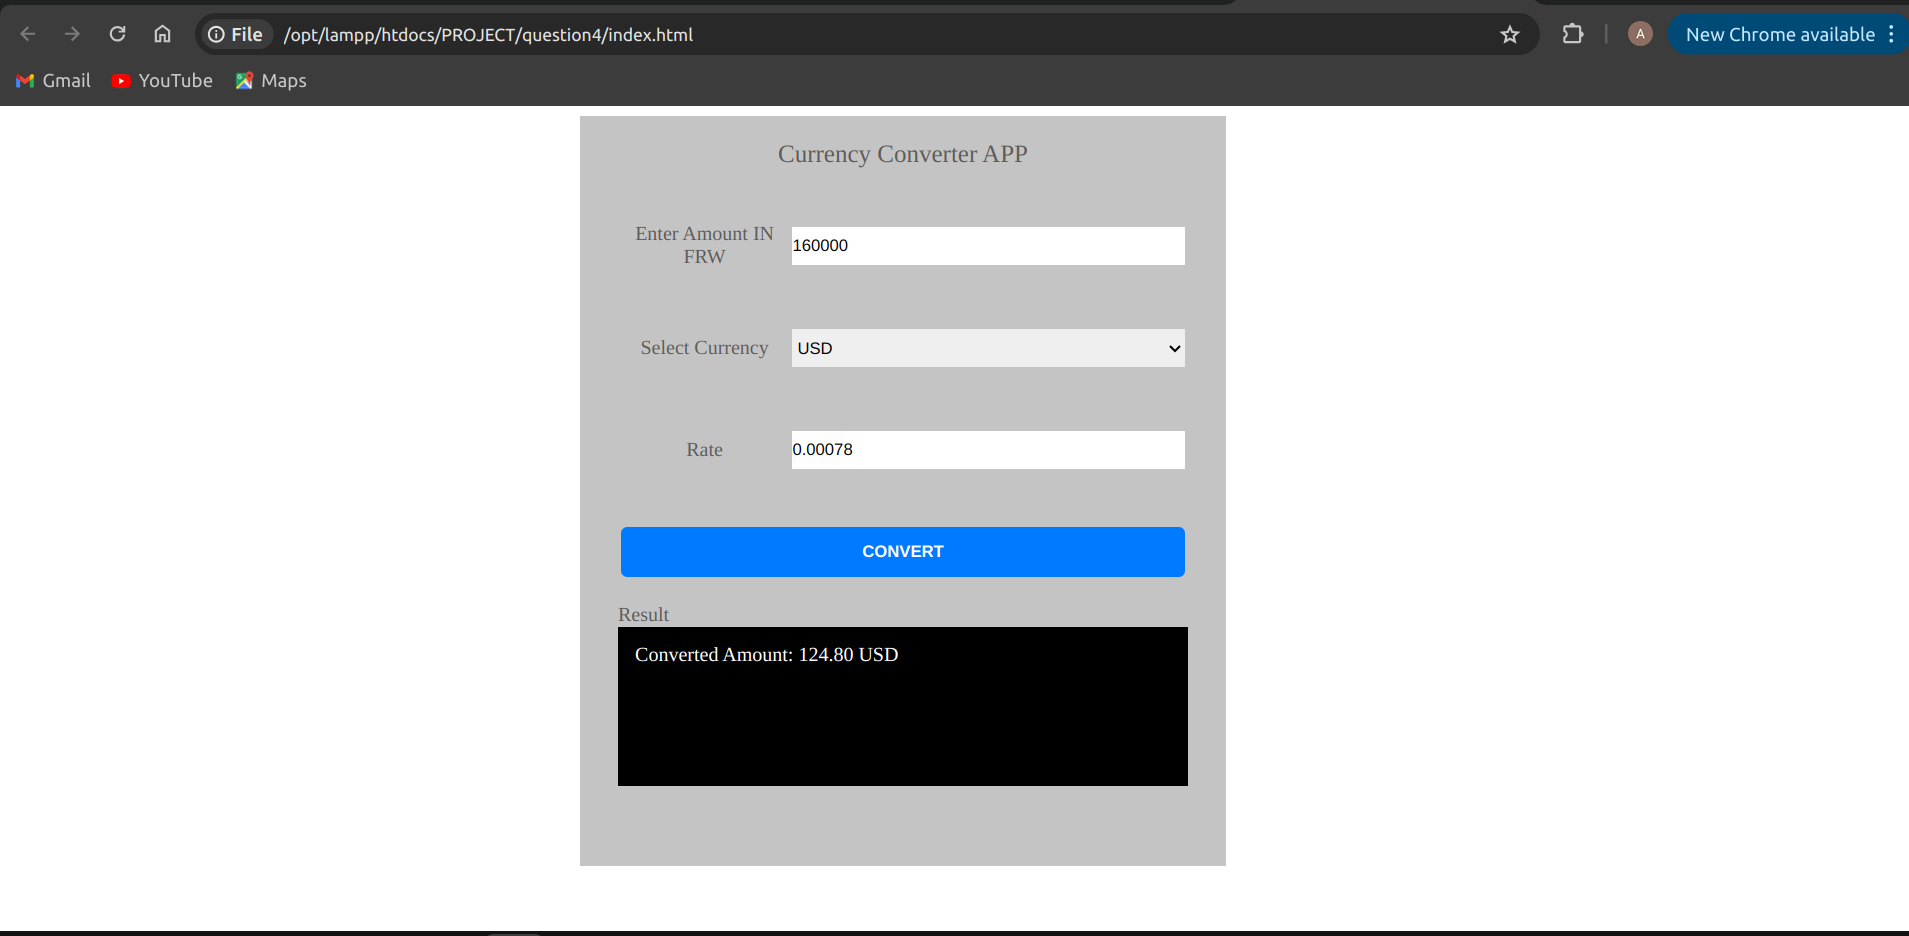 File /opt/lampp/htdocs/PROJECT/question4/index.html A New Chrome available
Gmail YouTube Maps
Currency Converter APP
Enter Amount IN
FRW
160000
Select Currency
USD
Rate
0.00078
CONVERT
Result
Converted Amount: 124.80 USD